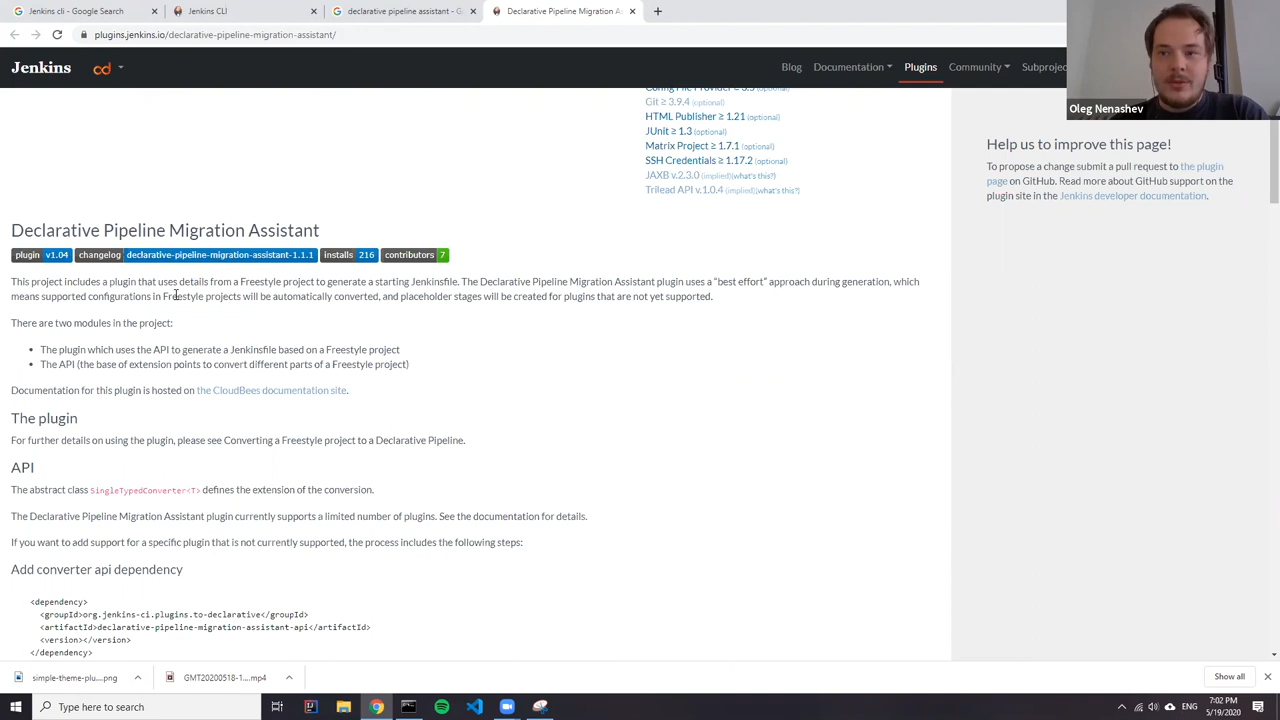 Jenkins cli - Google Search
Jenkins CLI
declarative pipeline assistant - G
Declarative Pipeline Migration A
plugins.jenkins.io/declarative-pipeline-migration-assistant/
Jenkins
cd
Blog
Documentation
Plugins
Community
Subproje
Oleg Nenashev
Config File Provider ≥ 3.5 (optional)
Git ≥ 3.9.4 (optional)
HTML Publisher ≥ 1.21 (optional)
JUnit ≥ 1.3 (optional)
Matrix Project ≥ 1.7.1 (optional)
SSH Credentials ≥ 1.17.2 (optional)
JAXB v.2.3.0 (implied)(what's this?)
Trilead API v.1.0.4 (implied)(what's this?)
Help us to improve this page!
To propose a change submit a pull request to the plugin
page on GitHub. Read more about GitHub support on the
plugin site in the Jenkins developer documentation.
Declarative Pipeline Migration Assistant
plugin v1.04 changelog declarative-pipeline-migration-assistant-1.1.1 installs 216 contributors 7
This project includes a plugin that uses details from a Freestyle project to generate a starting Jenkinsfile. The Declarative Pipeline Migration Assistant plugin uses a “best effort” approach during generation, which
means supported configurations in Freestyle projects will be automatically converted, and placeholder stages will be created for plugins that are not yet supported.
There are two modules in the project:
• The plugin which uses the API to generate a Jenkinsfile based on a Freestyle project
• The API (the base of extension points to convert different parts of a Freestyle project)
Documentation for this plugin is hosted on the CloudBees documentation site.
The plugin
For further details on using the plugin, please see Converting a Freestyle project to a Declarative Pipeline.
API
The abstract class SingleTypedConverter<T> defines the extension of the conversion.
The Declarative Pipeline Migration Assistant plugin currently supports a limited number of plugins. See the documentation for details.
If you want to add support for a specific plugin that is not currently supported, the process includes the following steps:
Add converter api dependency
<dependency>
<groupId>org.jenkins-ci.plugins.to-declarative</groupId>
<artifactId>declarative-pipeline-migration-assistant-api</artifactId>
<version></version>
</dependency>
simple-theme-plu....png
GMT20200518-1....mp4
Show all
Type here to search
ENG
7:02 PM
5/19/2020